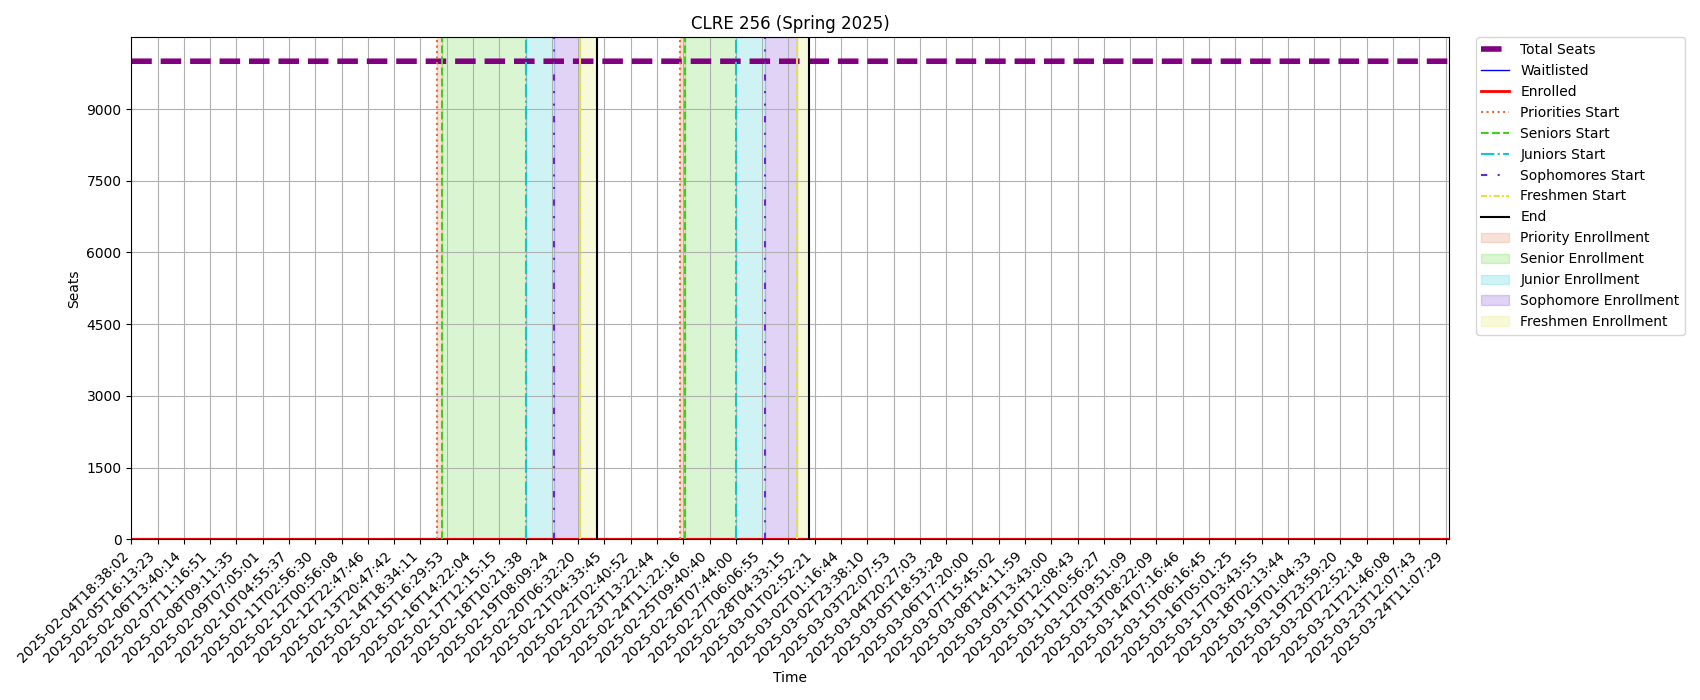 CLRE 256 (Spring 2025)
Seats
9000
7500
6000
4500
3000
1500
0
2025-02-04T18:38:02
2025-02-05T16:13:23
2025-02-06T13:40:14
2025-02-07T11:16:51
2025-02-08T09:11:35
2025-02-09T07:05:01
2025-02-10T04:55:37
2025-02-11T02:56:30
2025-02-12T00:56:08
2025-02-12T22:47:46
2025-02-13T20:47:42
2025-02-14T18:34:11
2025-02-15T16:29:53
2025-02-16T14:22:04
2025-02-17T12:15:15
2025-02-18T10:21:38
2025-02-19T08:09:24
2025-02-20T06:32:20
2025-02-21T04:33:45
2025-02-22T02:40:52
2025-02-23T13:22:44
2025-02-24T11:22:16
2025-02-25T09:40:40
2025-02-26T07:44:00
2025-02-27T06:06:55
2025-02-28T04:33:15
2025-03-01T02:52:21
2025-03-02T01:16:44
2025-03-02T23:38:10
2025-03-03T22:07:53
2025-03-04T20:27:03
2025-03-05T18:53:28
2025-03-06T17:20:00
2025-03-07T15:45:02
2025-03-08T14:11:59
2025-03-09T13:43:00
2025-03-10T12:08:43
2025-03-11T10:56:27
2025-03-12T09:51:09
2025-03-13T08:22:09
2025-03-14T07:16:46
2025-03-15T06:16:45
2025-03-16T05:01:25
2025-03-17T03:43:55
2025-03-18T02:13:44
2025-03-19T01:04:33
2025-03-19T23:59:20
2025-03-20T22:52:18
2025-03-21T21:46:08
2025-03-23T12:07:43
2025-03-24T11:07:29
Time
Total Seats
Waitlisted
Enrolled
Priorities Start
Seniors Start
Juniors Start
Sophomores Start
Freshmen Start
End
Priority Enrollment
Senior Enrollment
Junior Enrollment
Sophomore Enrollment
Freshmen Enrollment